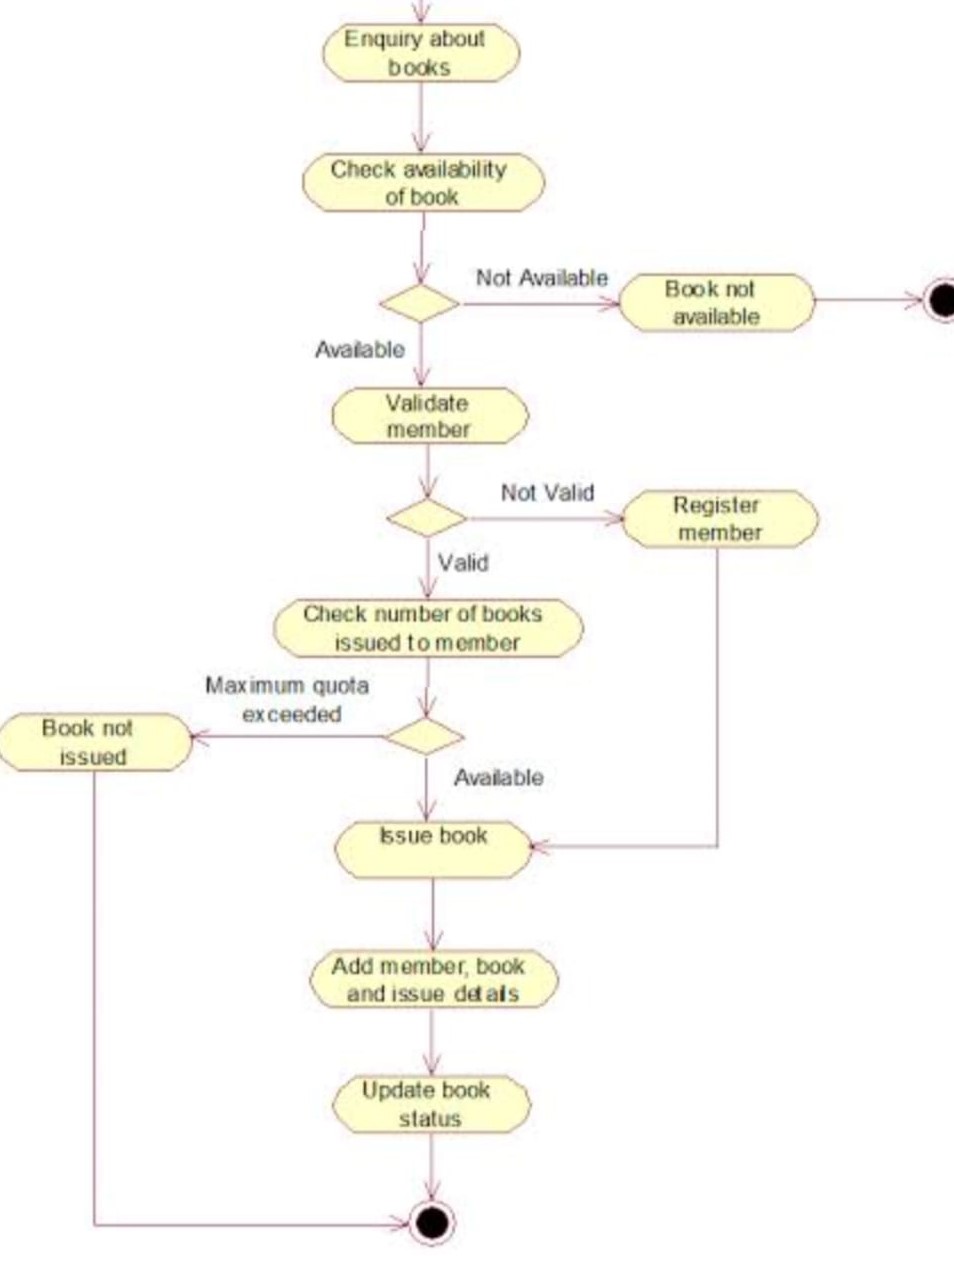 Enquiry about
books
Check availability
of book
Not Available
Book not
available
Available
Validate
member
Not Valid
Register
member
Valid
Check number of books
issued to member
Maximum quota
exceeded
Book not
issued
Available
Issue book
Add member, book
and issue details
Update book
status